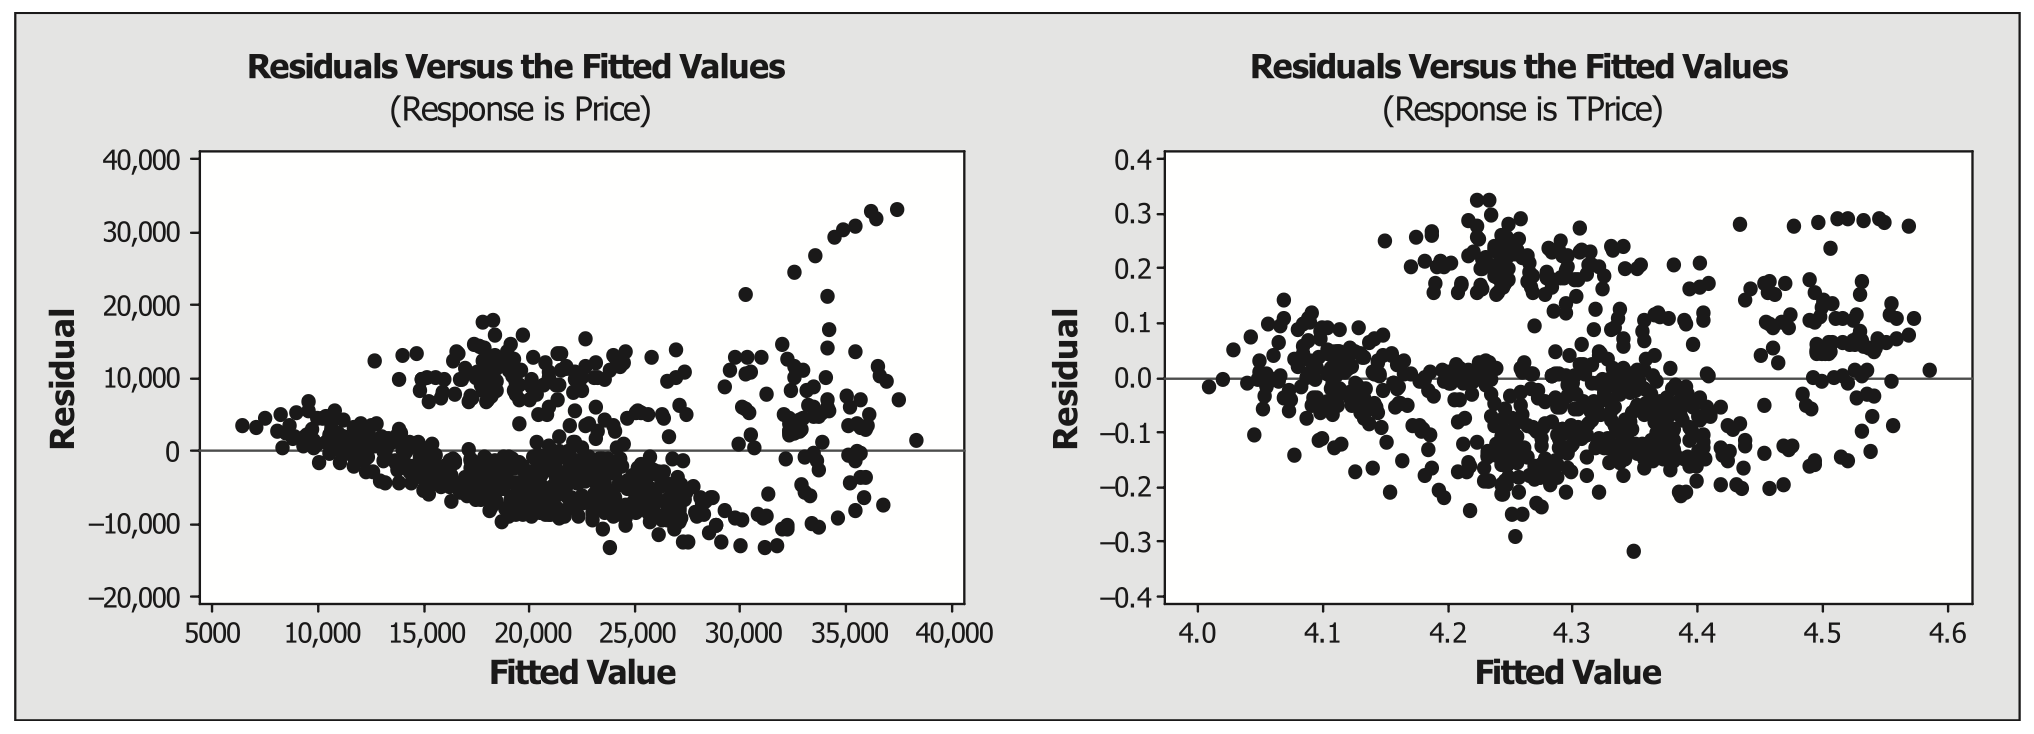 Residuals Versus the Fitted Values
(Response is Price)
40,000
30,000
20,000
10,000
0
−10,000
−20,000
Residual
5000 10,000 15,000 20,000 25,000 30,000 35,000 40,000
Fitted Value
Residuals Versus the Fitted Values
(Response is TPrice)
0.4
0.3
0.2
0.1
0.0
−0.1
−0.2
−0.3
−0.4
Residual
4.0 4.1 4.2 4.3 4.4 4.5 4.6
Fitted Value